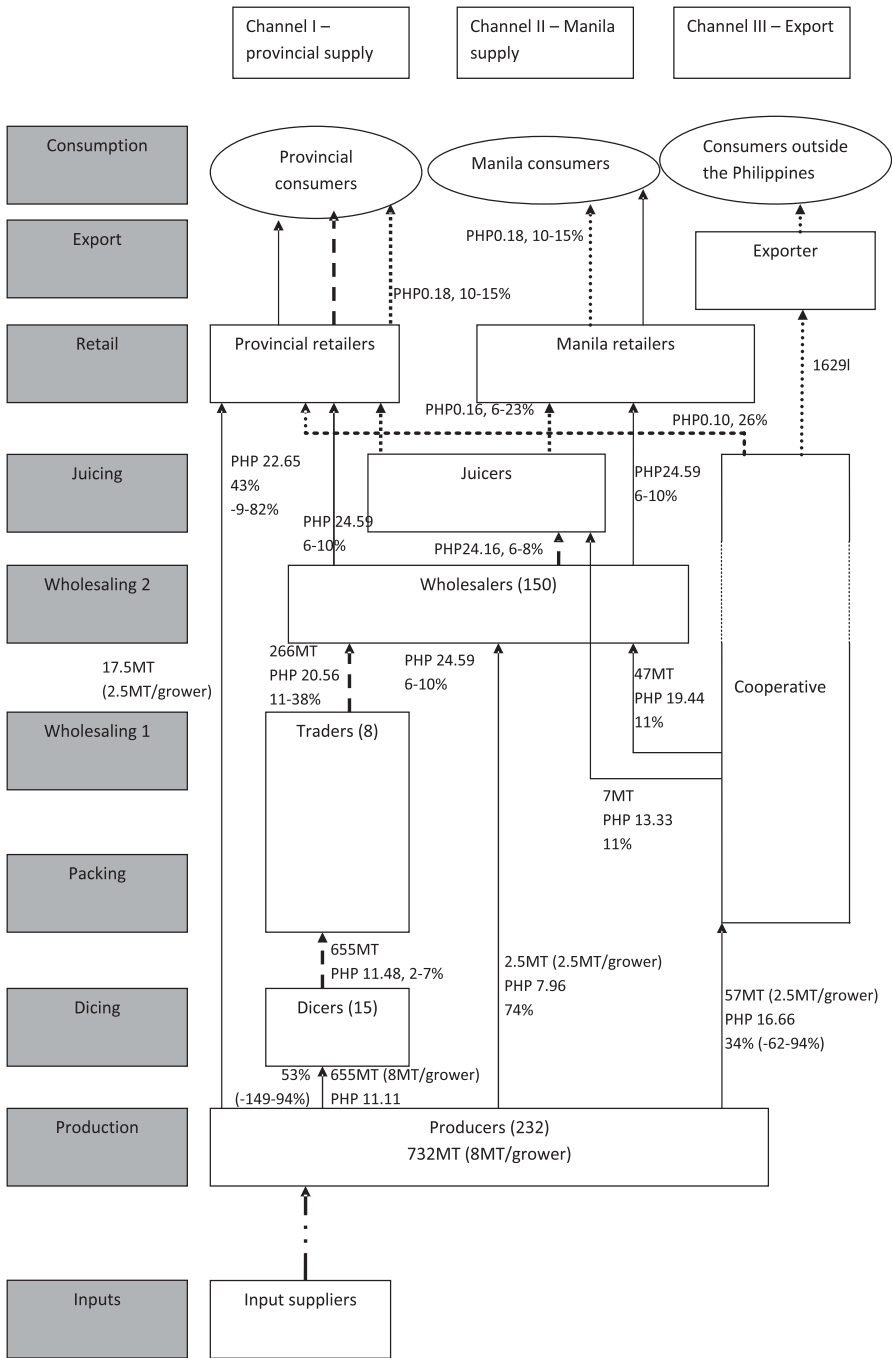 Channel I –
provincial supply
Channel II – Manila
supply
Channel III – Export
Consumption
Provincial
consumers
Manila consumers
Consumers outside
the Philippines
Export
PHP0.18, 10-15%
PHP0.18, 10-15%
Exporter
Retail
Provincial retailers
Manila retailers
1629l
PHP0.16, 6-23%
PHP0.10, 26%
Juicing
PHP 22.65
43%
-9-82%
Juicers
PHP24.59
6-10%
PHP 24.59
6-10%
PHP24.16, 6-8%
Wholesaling 2
Wholesalers (150)
17.5MT
(2.5MT/grower)
266MT
PHP 20.56
11-38%
PHP 24.59
6-10%
47MT
PHP 19.44
11%
Cooperative
Wholesaling 1
Traders (8)
7MT
PHP 13.33
11%
Packing
655MT
PHP 11.48, 2-7%
2.5MT (2.5MT/grower)
PHP 7.96
74%
57MT (2.5MT/grower)
PHP 16.66
34% (-62-94%)
Dicing
Dicers (15)
53%
(-149-94%)
655MT (8MT/grower)
PHP 11.11
Production
Producers (232)
732MT (8MT/grower)
Inputs
Input suppliers